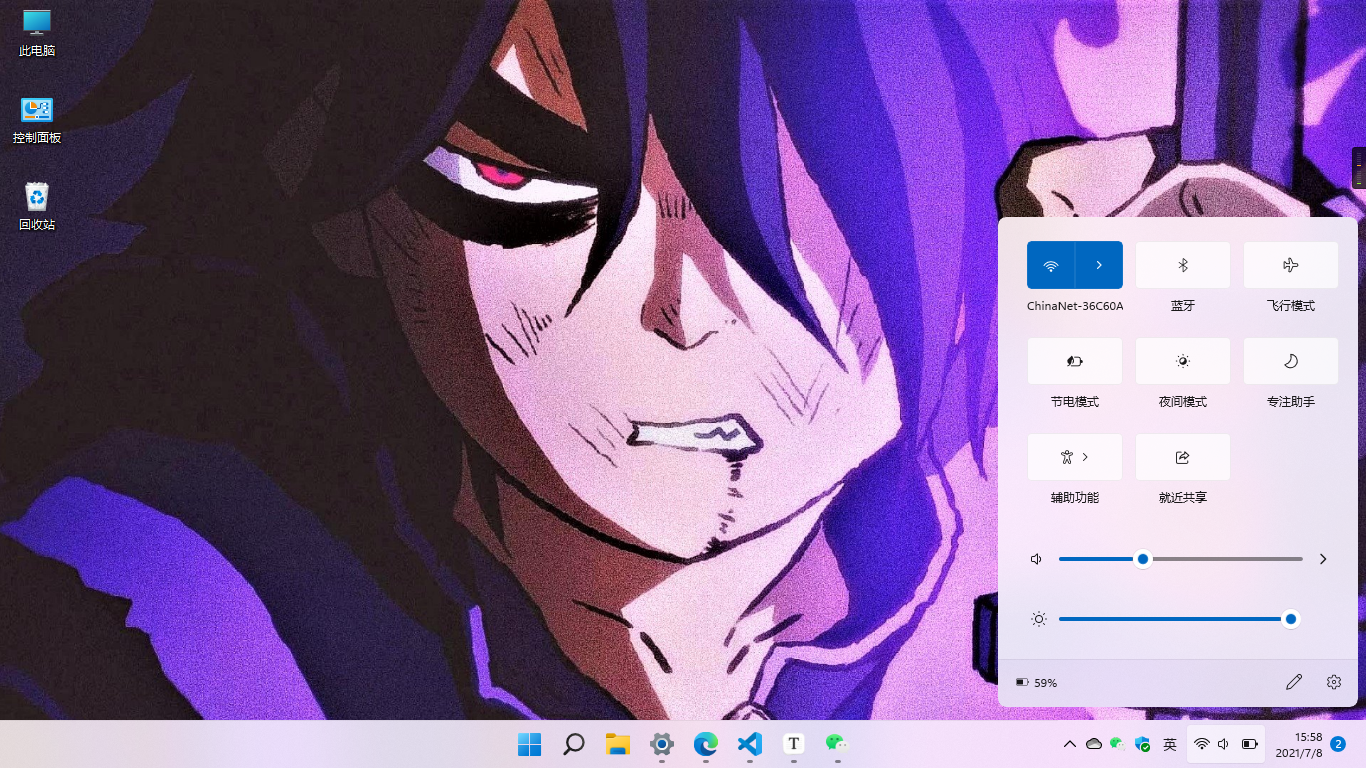 此电脑
控制面板
回收站
ChinaNet-36C60A
蓝牙
飞行模式
节电模式
夜间模式
专注助手
辅助功能
就近共享
59%
T
英
15:58
2021/7/8
2